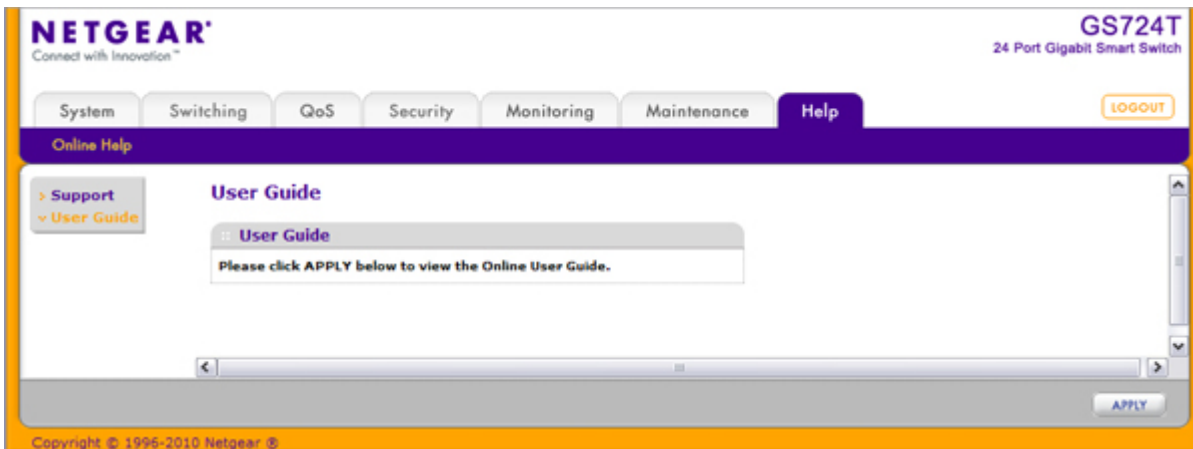 NETGEAR®
GS724T
Connect with Innovation™
24 Port Gigabit Smart Switch
System Switching QoS Security Monitoring Maintenance Help LOGOUT
Online Help
Support
User Guide
User Guide
User Guide
Please click APPLY below to view the Online User Guide.
APPLY
Copyright © 1996-2010 Netgear ®